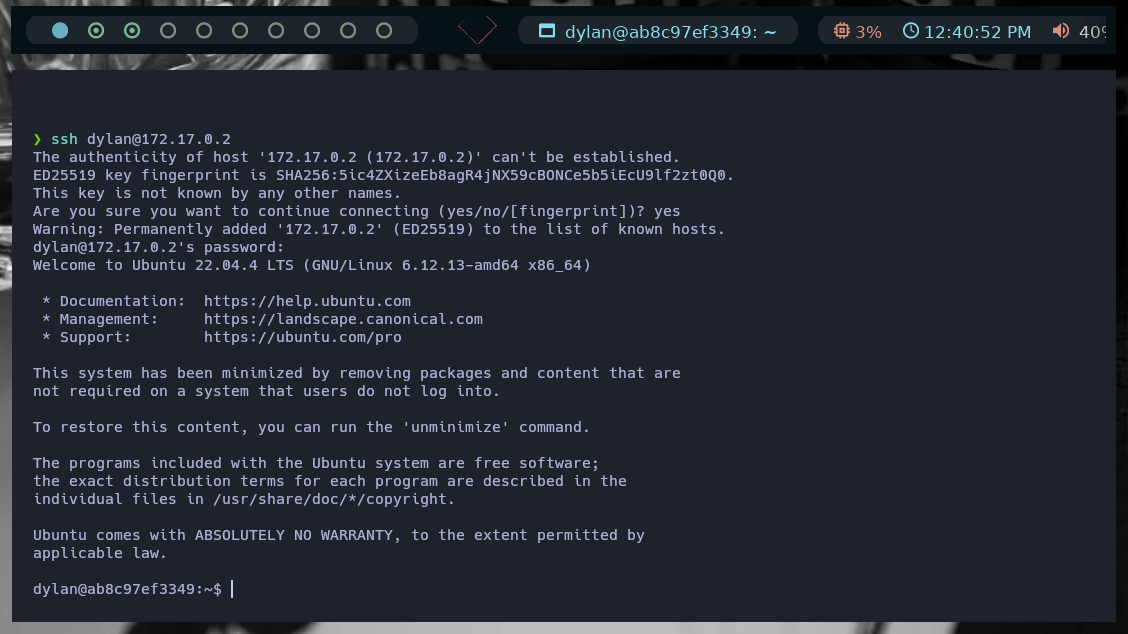 dylan@ab8c97ef3349: ~
3%
12:40:52 PM
40%
❯ ssh dylan@172.17.0.2
The authenticity of host '172.17.0.2 (172.17.0.2)' can't be established.
ED25519 key fingerprint is SHA256:5ic4ZXizeEb8agR4jNX59cBONCe5b5iEcU9lf2zt0Q0.
This key is not known by any other names.
Are you sure you want to continue connecting (yes/no/[fingerprint])? yes
Warning: Permanently added '172.17.0.2' (ED25519) to the list of known hosts.
dylan@172.17.0.2's password:
Welcome to Ubuntu 22.04.4 LTS (GNU/Linux 6.12.13-amd64 x86_64)
* Documentation:  https://help.ubuntu.com
* Management:     https://landscape.canonical.com
* Support:        https://ubuntu.com/pro
This system has been minimized by removing packages and content that are
not required on a system that users do not log into.
To restore this content, you can run the 'unminimize' command.
The programs included with the Ubuntu system are free software;
the exact distribution terms for each program are described in the
individual files in /usr/share/doc/*/copyright.
Ubuntu comes with ABSOLUTELY NO WARRANTY, to the extent permitted by
applicable law.
dylan@ab8c97ef3349:~$